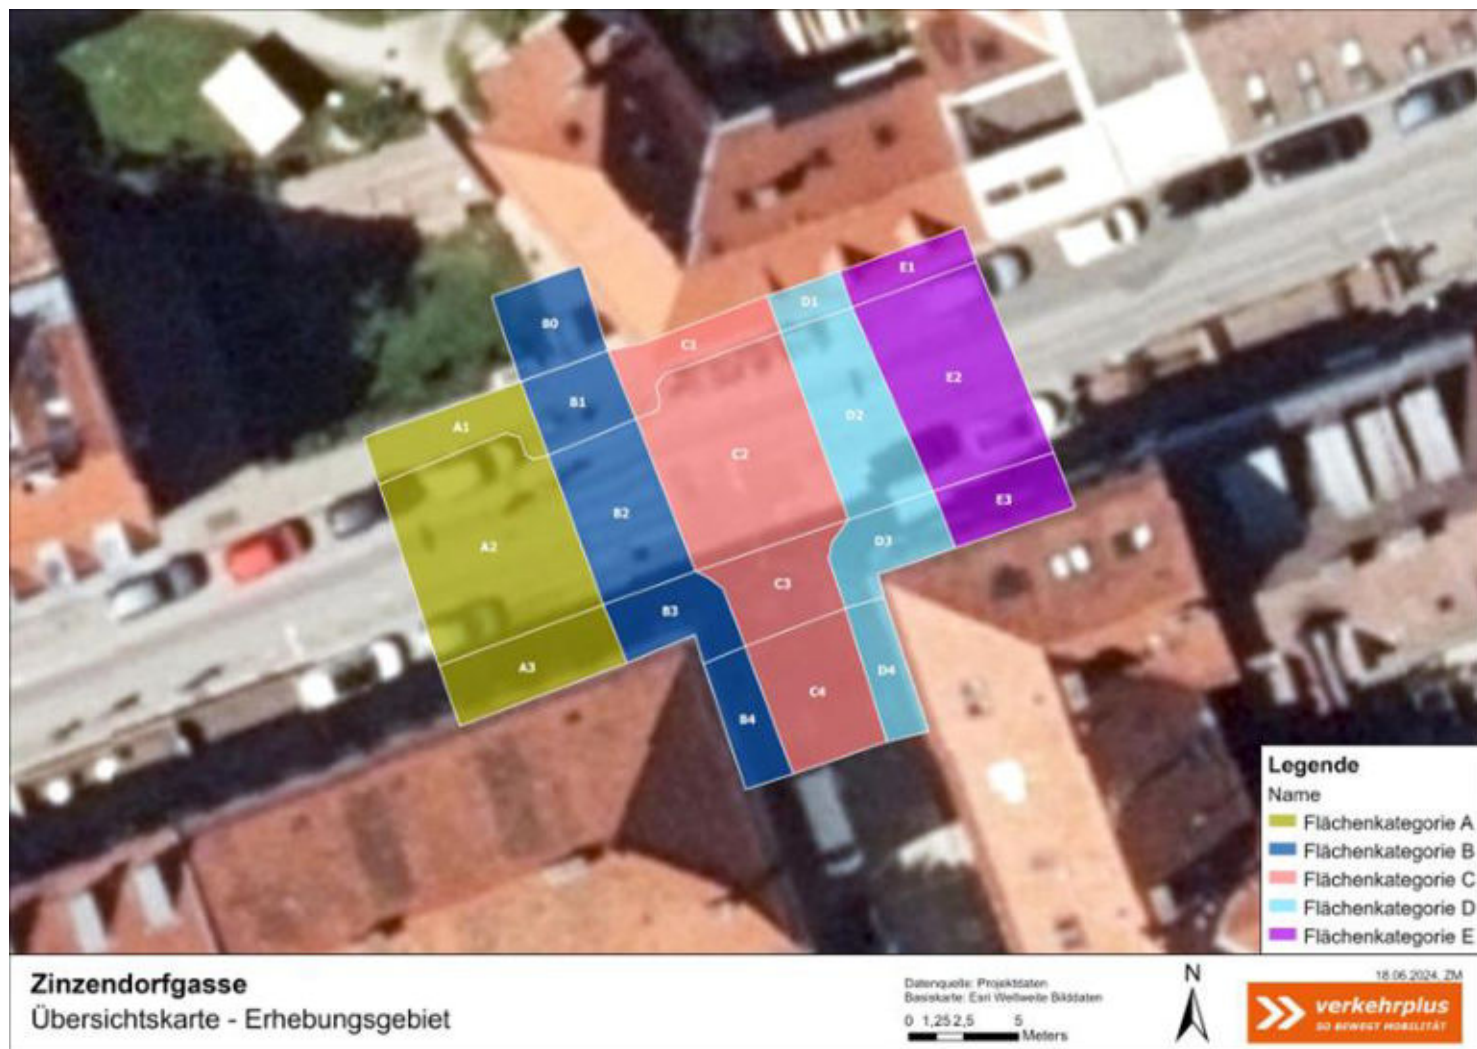 E1
D1
B0
C1
E2
B1
D2
A1
C2
E3
B2
D3
A2
C3
B3
A3
D4
C4
B4
Legende
Name
Flächenkategorie A
Flächenkategorie B
Flächenkategorie C
Flächenkategorie D
Flächenkategorie E
Zinzendorfgasse
Übersichtskarte - Erhebungsgebiet
Datenquelle: Projektdaten
Basiskarte: Esri Weltweite Bilddaten
0 1,25 2,5 5
Meters
N
18.06.2024, ZM
verkehrplus
SO BEWEGT MOBILITÄT